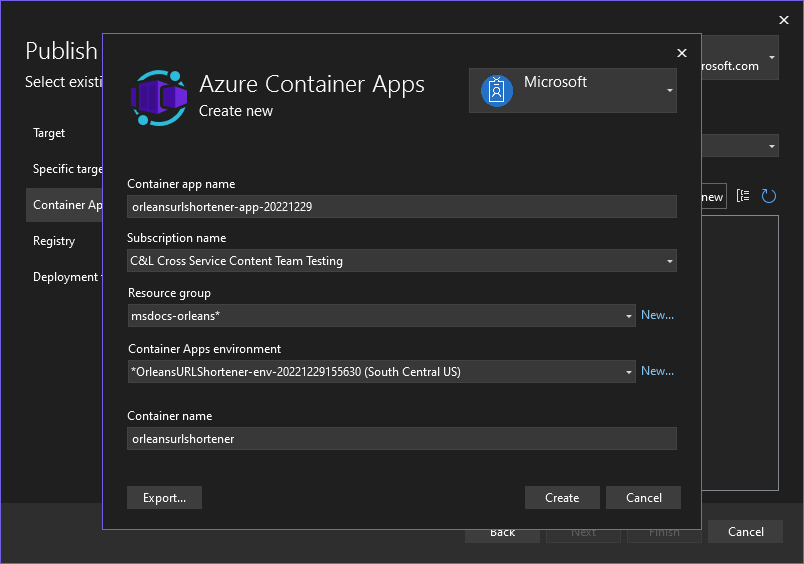 Publish
Select existi
rosoft.com
Target
Specific targe
Container Ap
Registry
Deployment
new
Azure Container Apps
Create new
Microsoft
Container app name
orleansurlshortener-app-20221229
Subscription name
C&L Cross Service Content Team Testing
Resource group
msdocs-orleans*
New...
Container Apps environment
*OrleansURLShortener-env-20221229155630 (South Central US)
New...
Container name
orleansurlshortener
Export...
Create
Cancel
Back
Next
Finish
Cancel